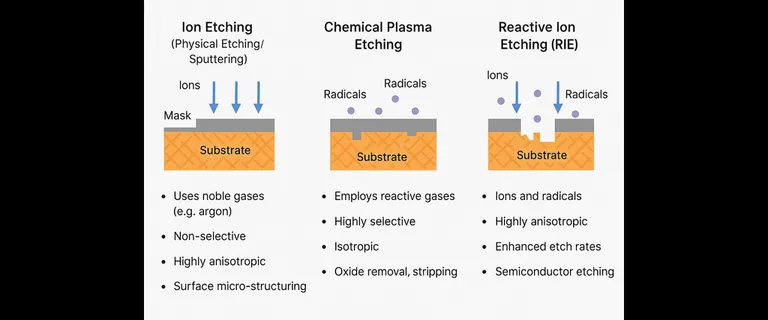 Ion Etching
(Physical Etching/
Sputtering)
Ions
Mask
Substrate
• Uses noble gases
(e.g. argon)
• Non-selective
• Highly anisotropic
• Surface micro-structuring
Chemical Plasma
Etching
Radicals
Radicals
Substrate
• Employs reactive gases
• Highly selective
• Isotropic
• Oxide removal, stripping
Reactive Ion
Etching (RIE)
Ions
Radicals
Substrate
• Ions and radicals
• Highly anisotropic
• Enhanced etch rates
• Semiconductor etching